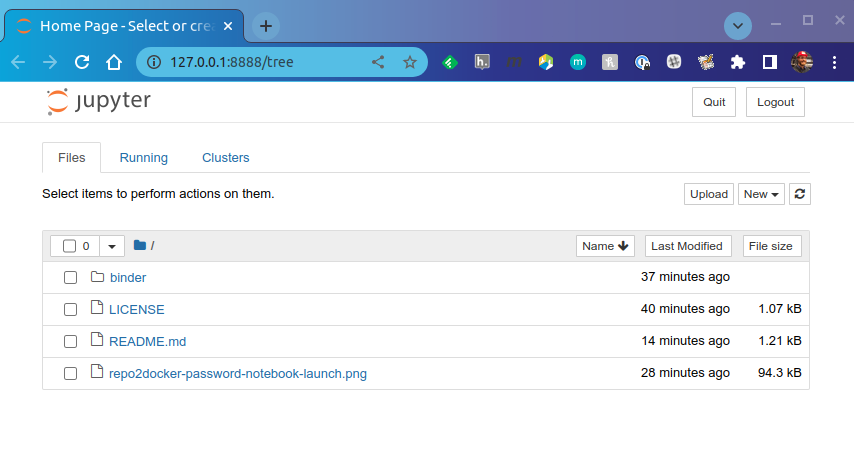 Home Page - Select or crea
127.0.0.1:8888/tree
jupyter
Quit
Logout
Files
Running
Clusters
Select items to perform actions on them.
Upload
New
0
/
Name
Last Modified
File size
binder
37 minutes ago
LICENSE
40 minutes ago
1.07 kB
README.md
14 minutes ago
1.21 kB
repo2docker-password-notebook-launch.png
28 minutes ago
94.3 kB